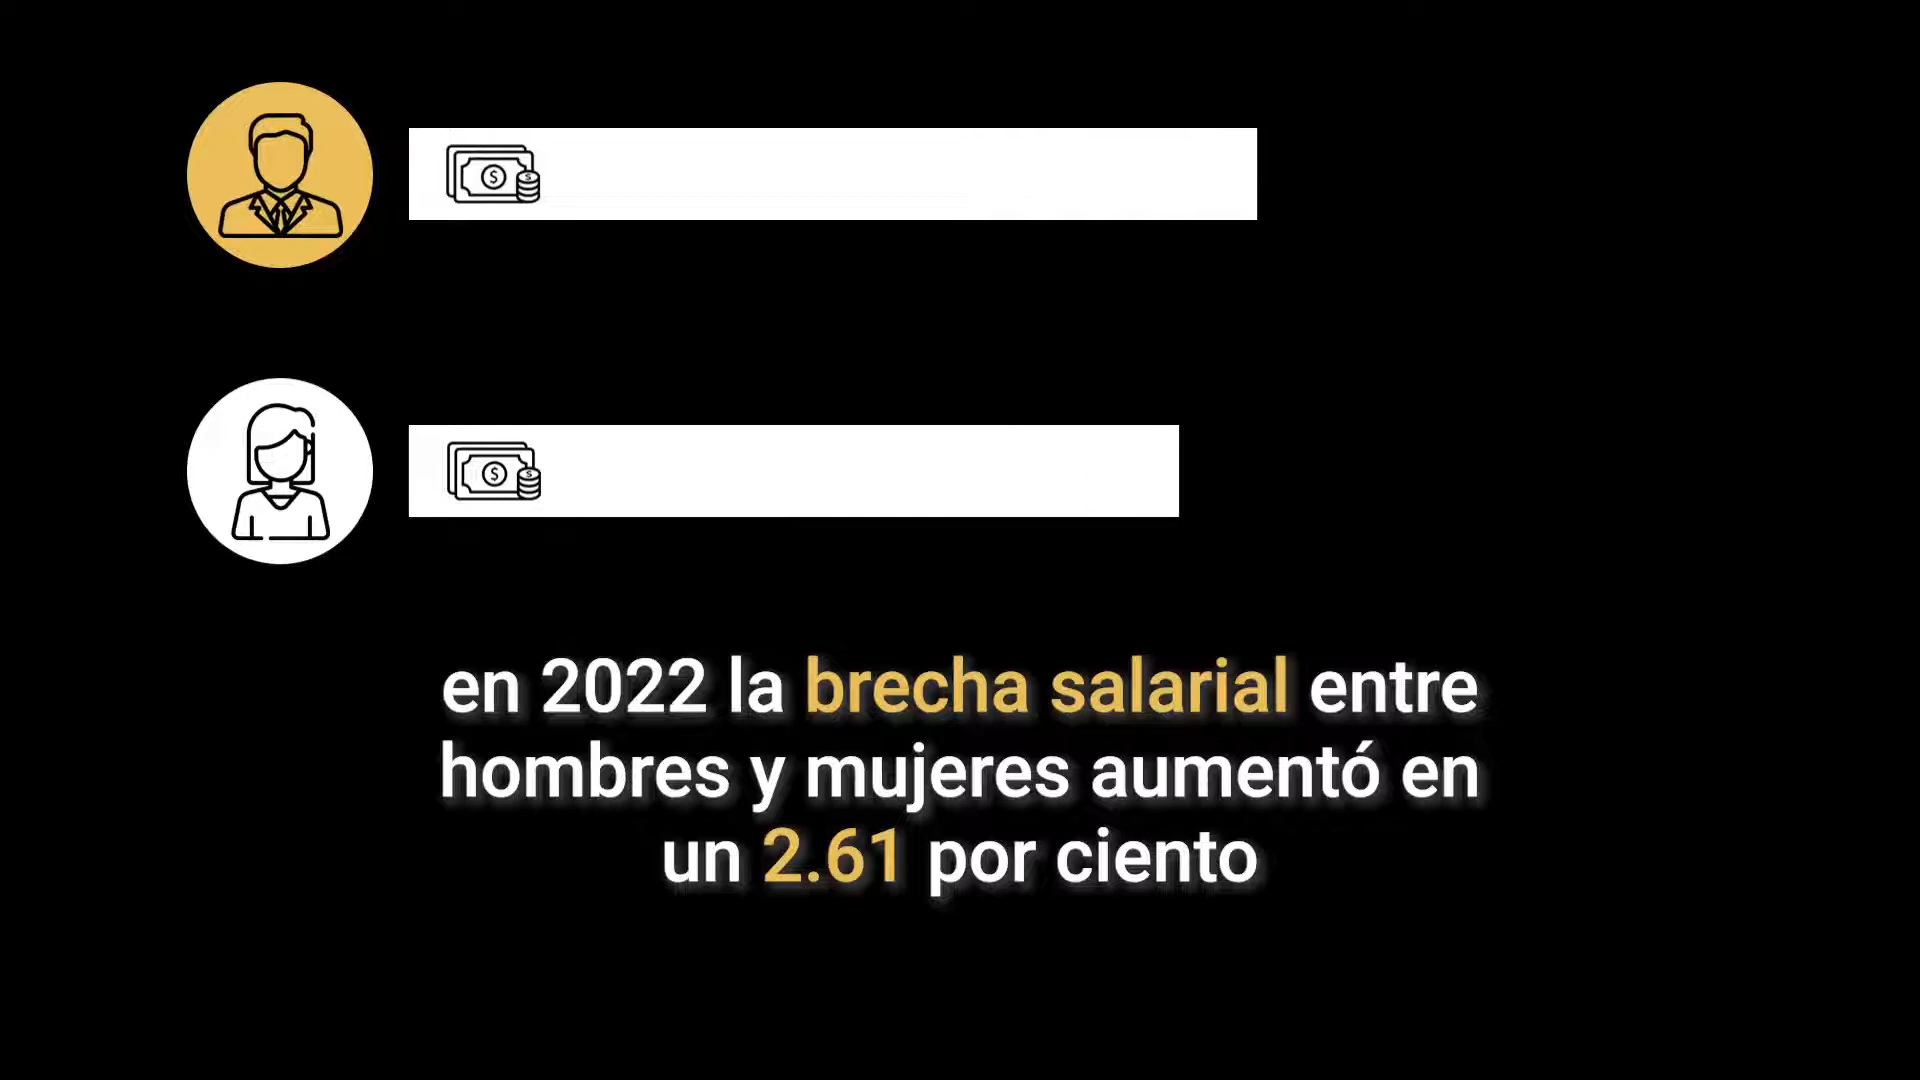 en 2022 la brecha salarial entre
hombres y mujeres aumentó en
un 2.61 por ciento